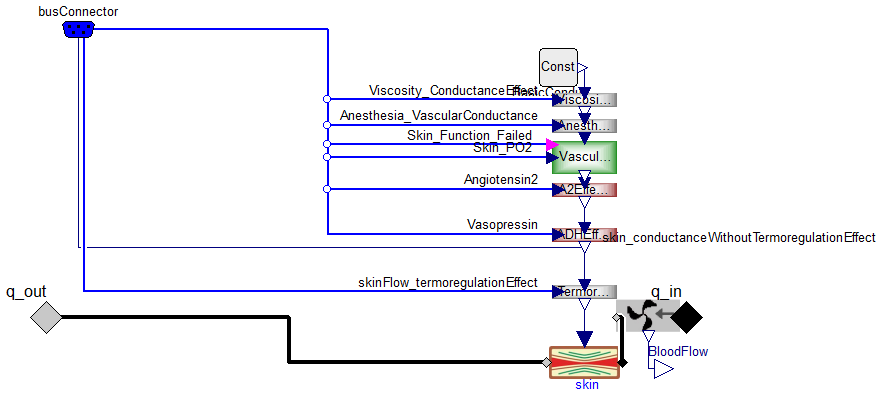 busConnector
Const
Viscosity_ConductanceEffect
Viscosi...
Anesthesia_VascularConductance
Anesth...
Skin_Function_Failed
Skin_PO2
Vascul...
Angiotensin2
A2Effe...
Vasopressin
ADHEff...
skin_conductanceWithoutTermoregulationEffect
skinFlow_termoregulationEffect
Termor...
q_out
q_in
BloodFlow
skin